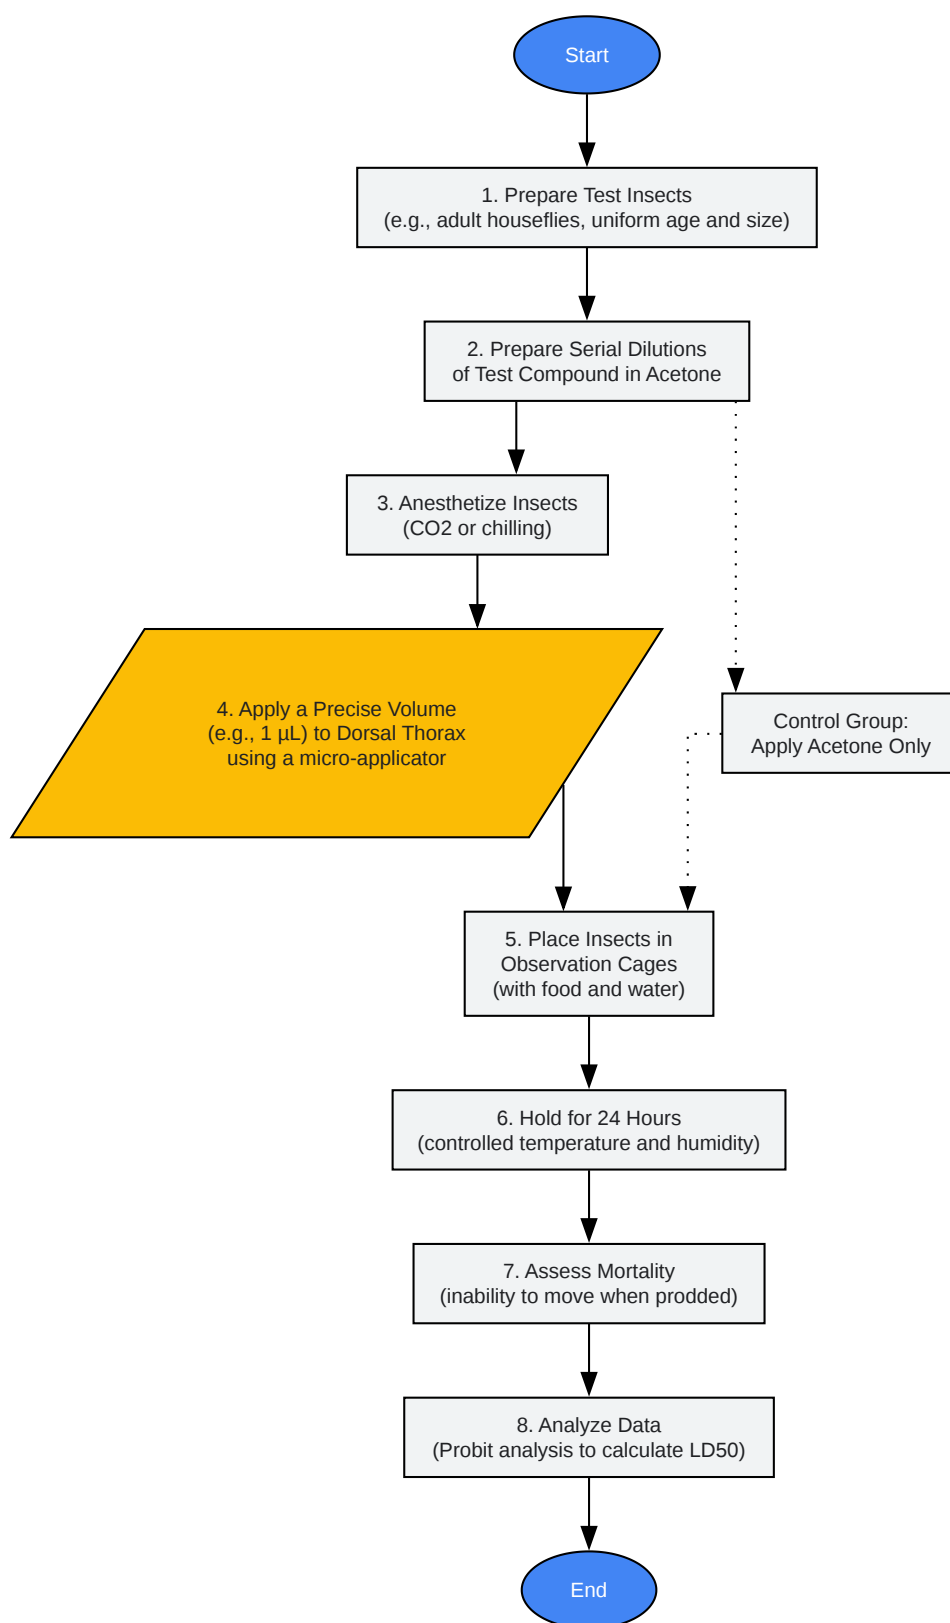 Start
1. Prepare Test Insects
(e.g., adult houseflies, uniform age and size)
2. Prepare Serial Dilutions
of Test Compound in Acetone
3. Anesthetize Insects
(CO2 or chilling)
4. Apply a Precise Volume
(e.g., 1 µL) to Dorsal Thorax
using a micro-applicator
Control Group:
Apply Acetone Only
5. Place Insects in
Observation Cages
(with food and water)
6. Hold for 24 Hours
(controlled temperature and humidity)
7. Assess Mortality
(inability to move when prodded)
8. Analyze Data
(Probit analysis to calculate LD50)
End